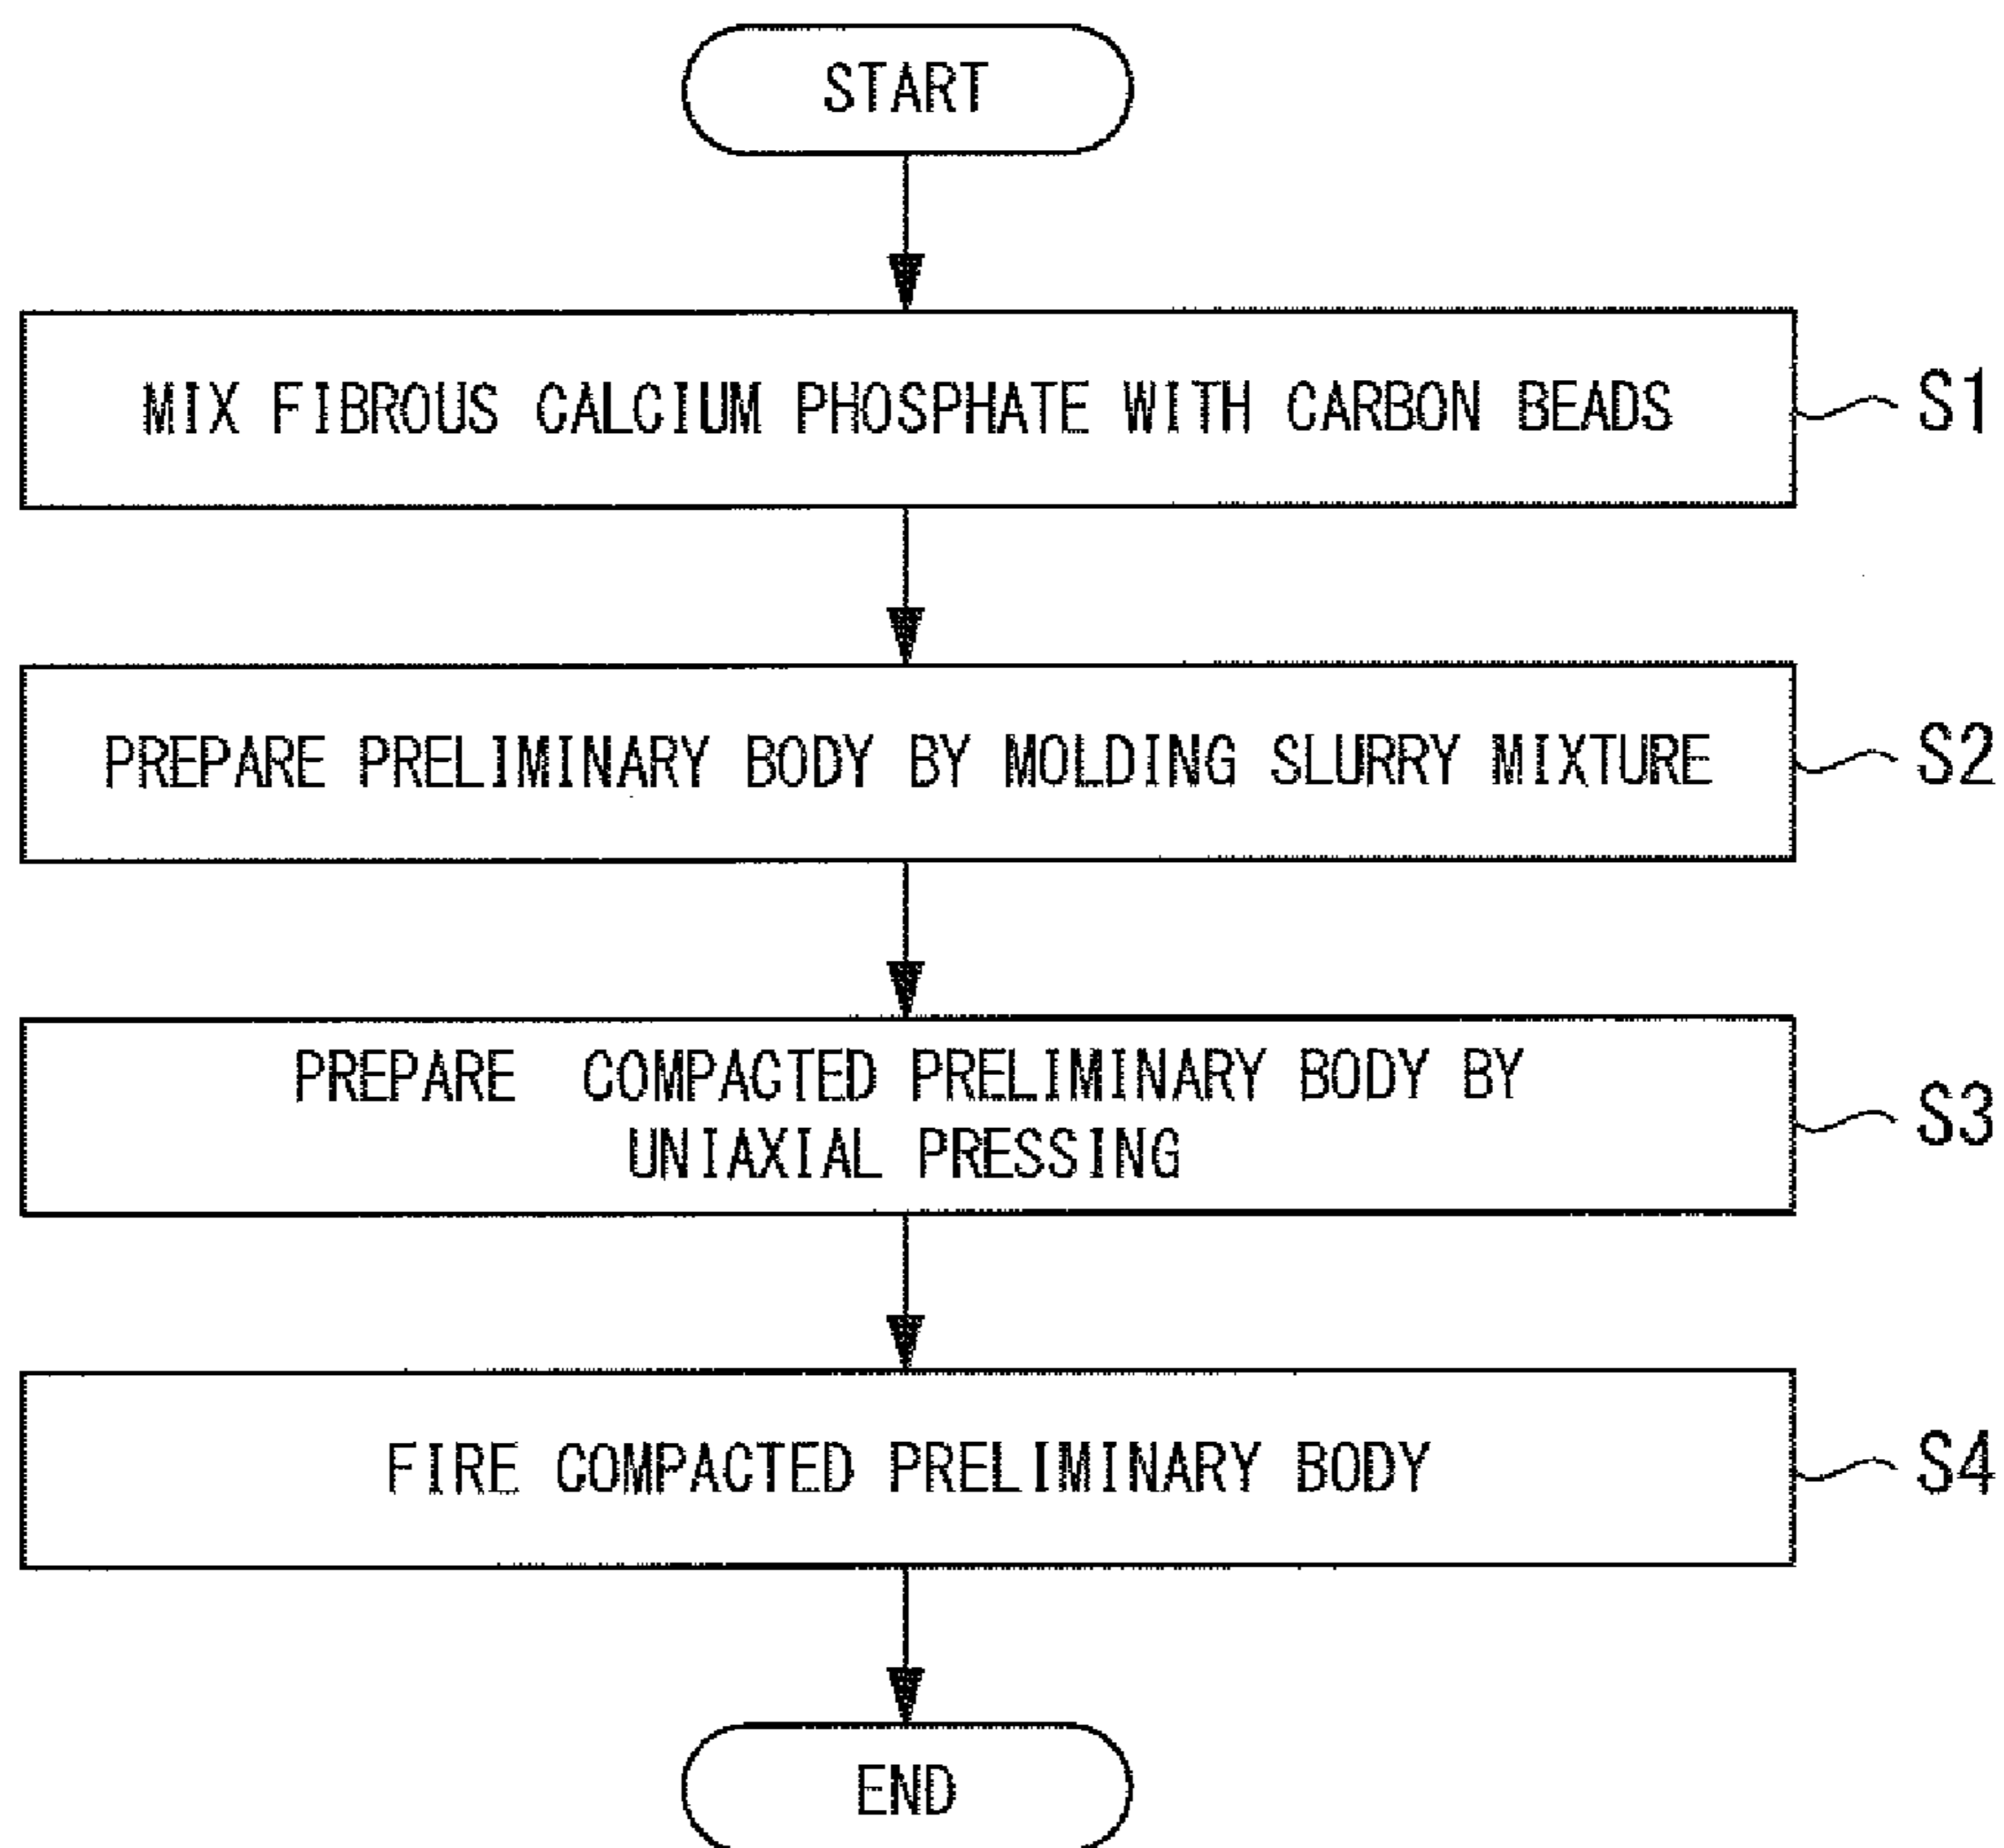 START
MIX FIBROUS CALCIUM PHOSPHATE WITH CARBON BEADS
S1
PREPARE PRELIMINARY BODY BY MOLDING SLURRY MIXTURE
S2
PREPARE COMPACTED PRELIMINARY BODY BY
UNIAXIAL PRESSING
S3
FIRE COMPACTED PRELIMINARY BODY
S4
END